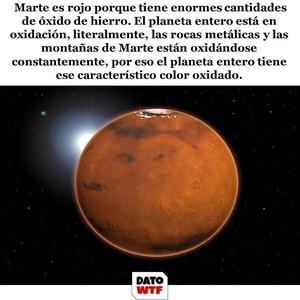 Marte es rojo porque tiene enormes cantidades
de óxido de hierro. El planeta entero está en
oxidación, literalmente, las rocas metálicas y las
montañas de Marte están oxidándose
constantemente, por eso el planeta entero tiene
ese característico color oxidado.
DATO
WTF